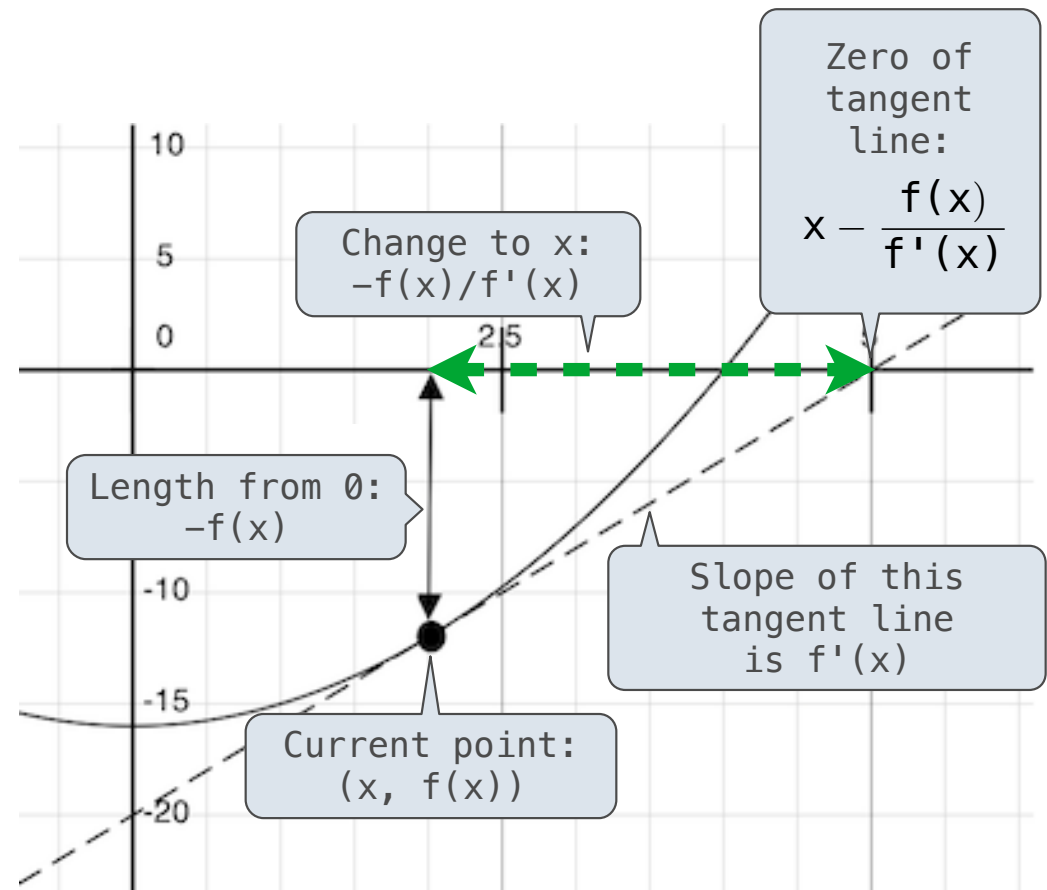 Zero of
tangent
line:
x − f(x)/f'(x)
10
Change to x:
−f(x)/f'(x)
5
0
2.5
Length from 0:
−f(x)
-10
Slope of this
tangent line
is f'(x)
-15
Current point:
(x, f(x))
-20